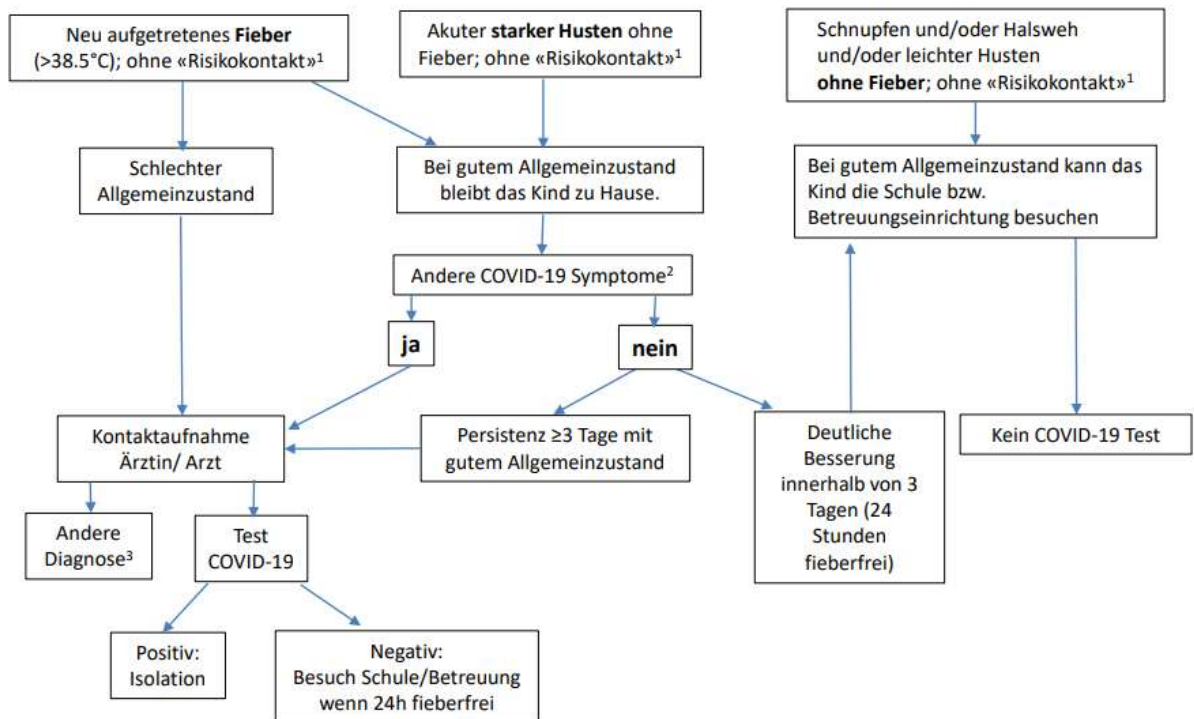 Neu aufgetretenes Fieber
(>38.5°C); ohne «Risikokontakt»¹
Akuter starker Husten ohne
Fieber; ohne «Risikokontakt»¹
Schnupfen und/oder Halsweh
und/oder leichter Husten
ohne Fieber; ohne «Risikokontakt»¹
Schlechter
Allgemeinzustand
Bei gutem Allgemeinzustand
bleibt das Kind zu Hause.
Bei gutem Allgemeinzustand kann das
Kind die Schule bzw.
Betreuungseinrichtung besuchen
Andere COVID-19 Symptome²
ja
nein
Kontaktaufnahme
Ärztin/ Arzt
Persistenz ≥3 Tage mit
gutem Allgemeinzustand
Deutliche
Besserung
innerhalb von 3
Tagen (24
Stunden
fieberfrei)
Kein COVID-19 Test
Andere
Diagnose³
Test
COVID-19
Positiv:
Isolation
Negativ:
Besuch Schule/Betreuung
wenn 24h fieberfrei